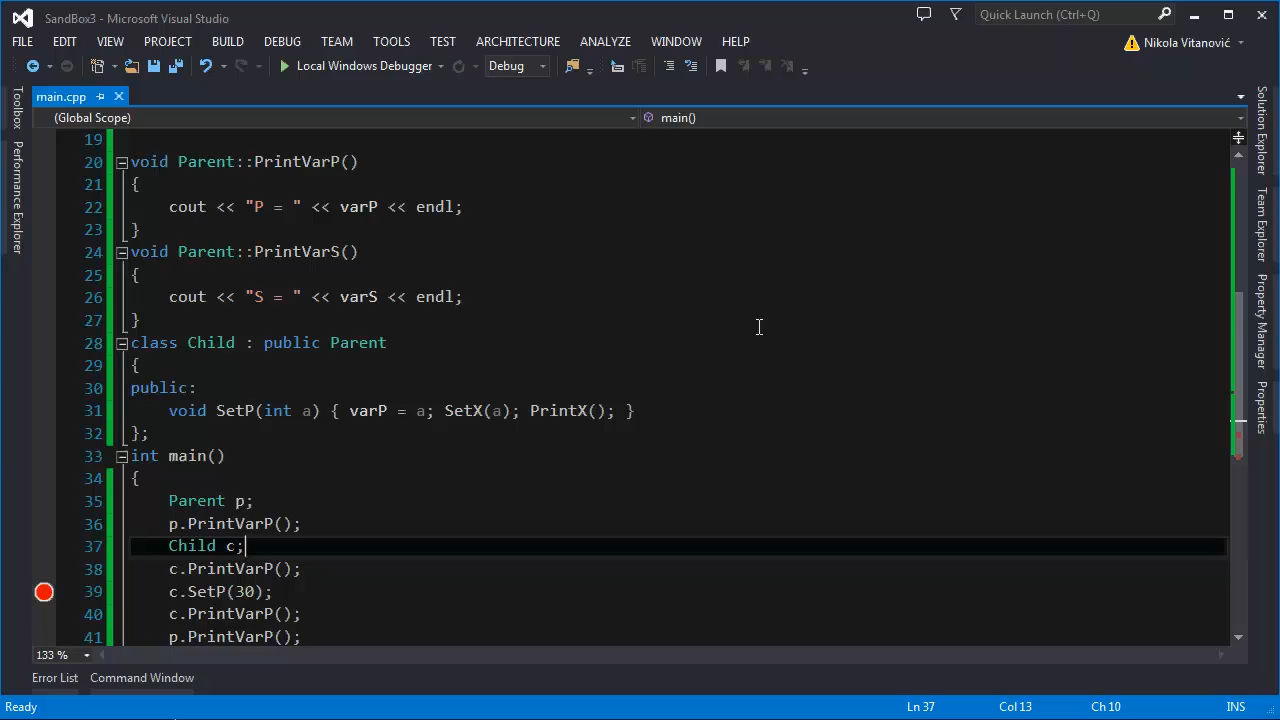 SandBox3 - Microsoft Visual Studio
Quick Launch (Ctrl+Q)
FILE EDIT VIEW PROJECT BUILD DEBUG TEAM TOOLS TEST ARCHITECTURE ANALYZE WINDOW HELP
Nikola Vitanović
Local Windows Debugger
Debug
Toolbox
Performance Explorer
main.cpp
(Global Scope)
main()
19
20 void Parent::PrintVarP()
21 {
22 cout << "P = " << varP << endl;
23 }
24 void Parent::PrintVarS()
25 {
26 cout << "S = " << varS << endl;
27 }
28 class Child : public Parent
29 {
30 public:
31 void SetP(int a) { varP = a; SetX(a); PrintX(); }
32 };
33 int main()
34 {
35 Parent p;
36 p.PrintVarP();
37 Child c;
38 c.PrintVarP();
39 c.SetP(30);
40 c.PrintVarP();
41 p.PrintVarP();
133 %
Solution Explorer
Team Explorer
Property Manager
Properties
Error List Command Window
Ready
Ln 37
Col 13
Ch 10
INS